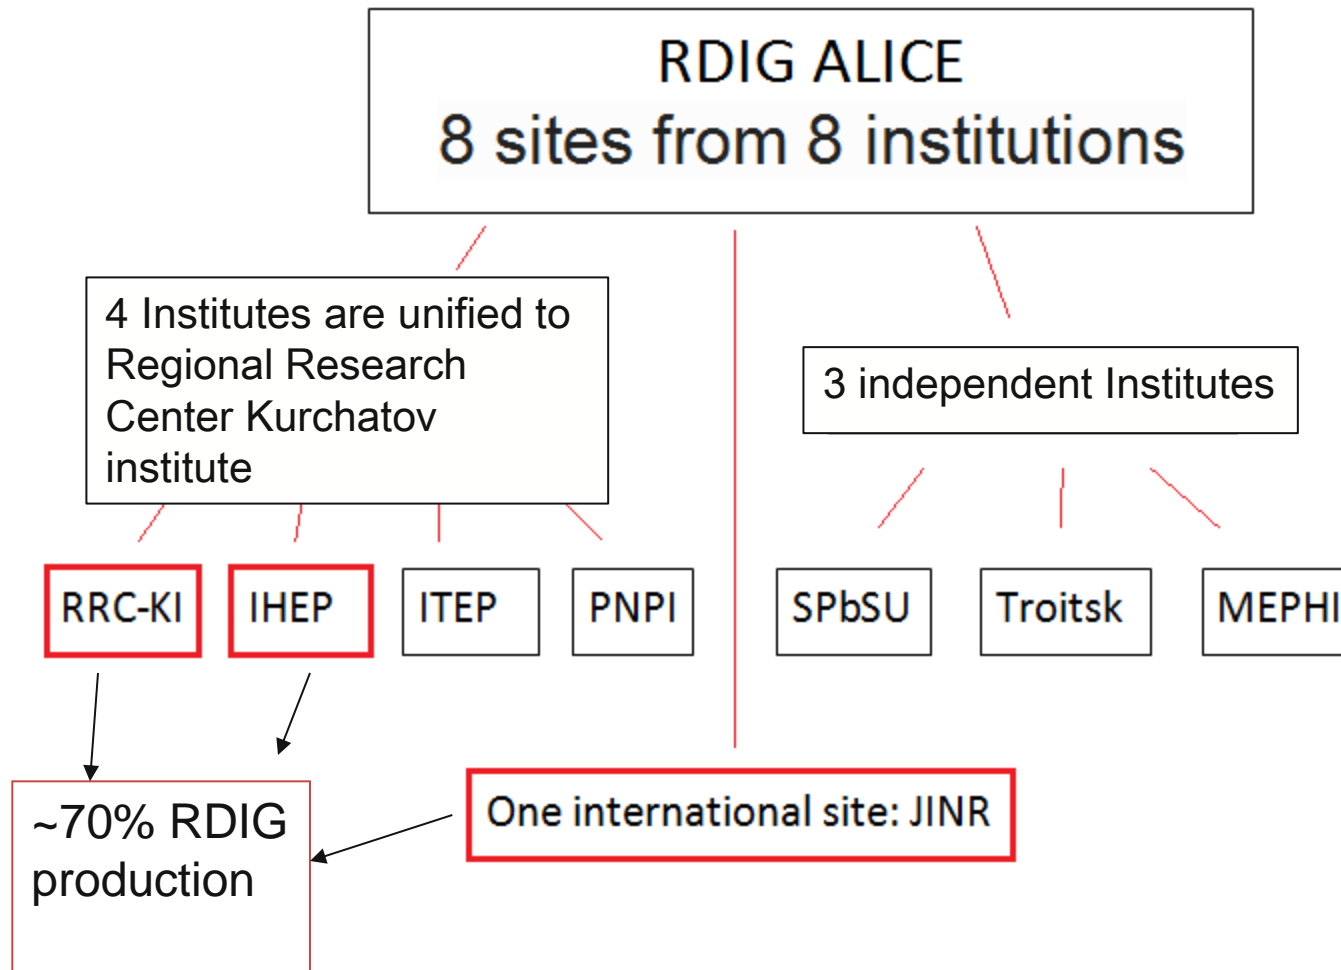 RDIG ALICE
8 sites from 8 institutions
4 Institutes are unified to
Regional Research
Center Kurchatov
institute
3 independent Institutes
RRC-KI
IHEP
ITEP
PNPI
SPbSU
Troitsk
MEPHI
One international site: JINR
~70% RDIG
production